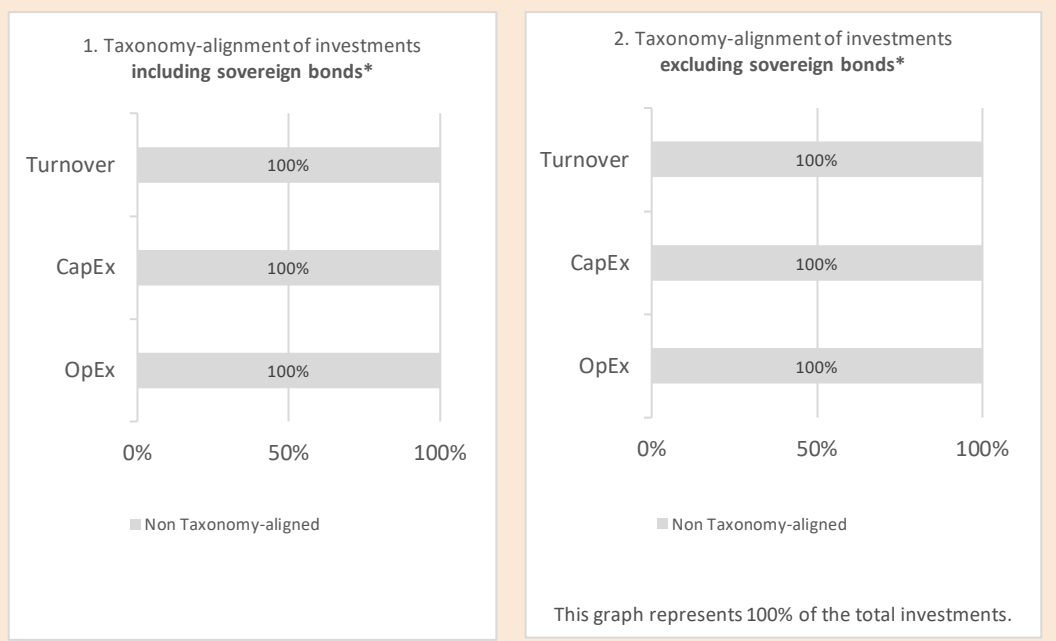 1. Taxonomy-alignment of investments
including sovereign bonds*
Turnover
100%
CapEx
100%
OpEx
100%
0% 50% 100%
Non Taxonomy-aligned
2. Taxonomy-alignment of investments
excluding sovereign bonds*
Turnover
100%
CapEx
100%
OpEx
100%
0% 50% 100%
Non Taxonomy-aligned
This graph represents 100% of the total investments.